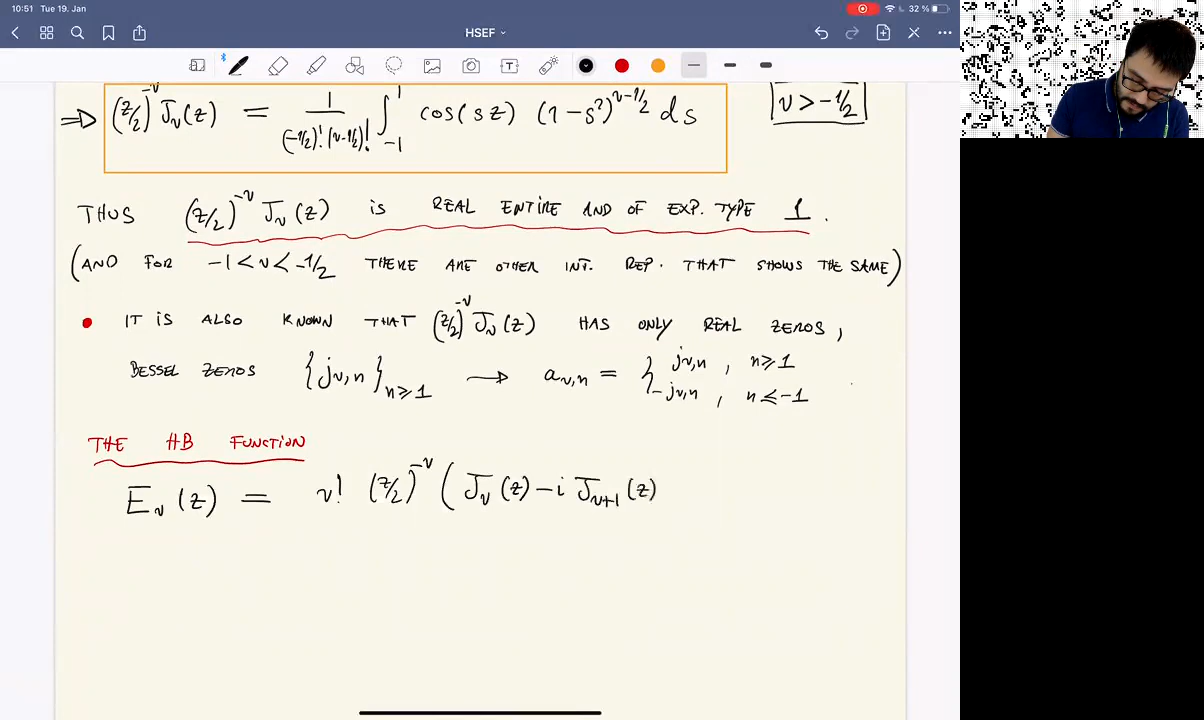 10:51 Tue 19. Jan
32 %
HSEF
⇒ (z/2)^{-ν} J_ν(z) = 1/((-1/2)! (ν-1/2)!) ∫_{-1}^{1} cos(sz) (1-s²)^{ν-1/2} ds
ν > -1/2
THUS (z/2)^{-ν} J_ν(z) is REAL ENTIRE AND OF EXP. TYPE 1.
(AND FOR -1<ν<-1/2 THERE ARE OTHER INT. REP. THAT SHOWS THE SAME)
• IT IS ALSO KNOWN THAT (z/2)^{-ν} J_ν(z) HAS ONLY REAL ZEROS,
BESSEL ZEROS {j_{ν,n}}_{n≥1} → a_{ν,n} = { j_{ν,n}, n≥1
-j_{ν,n}, n≤-1
THE HB FUNCTION
E_ν(z) = ν! (z/2)^{-ν} (J_ν(z) - i J_{ν+1}(z)